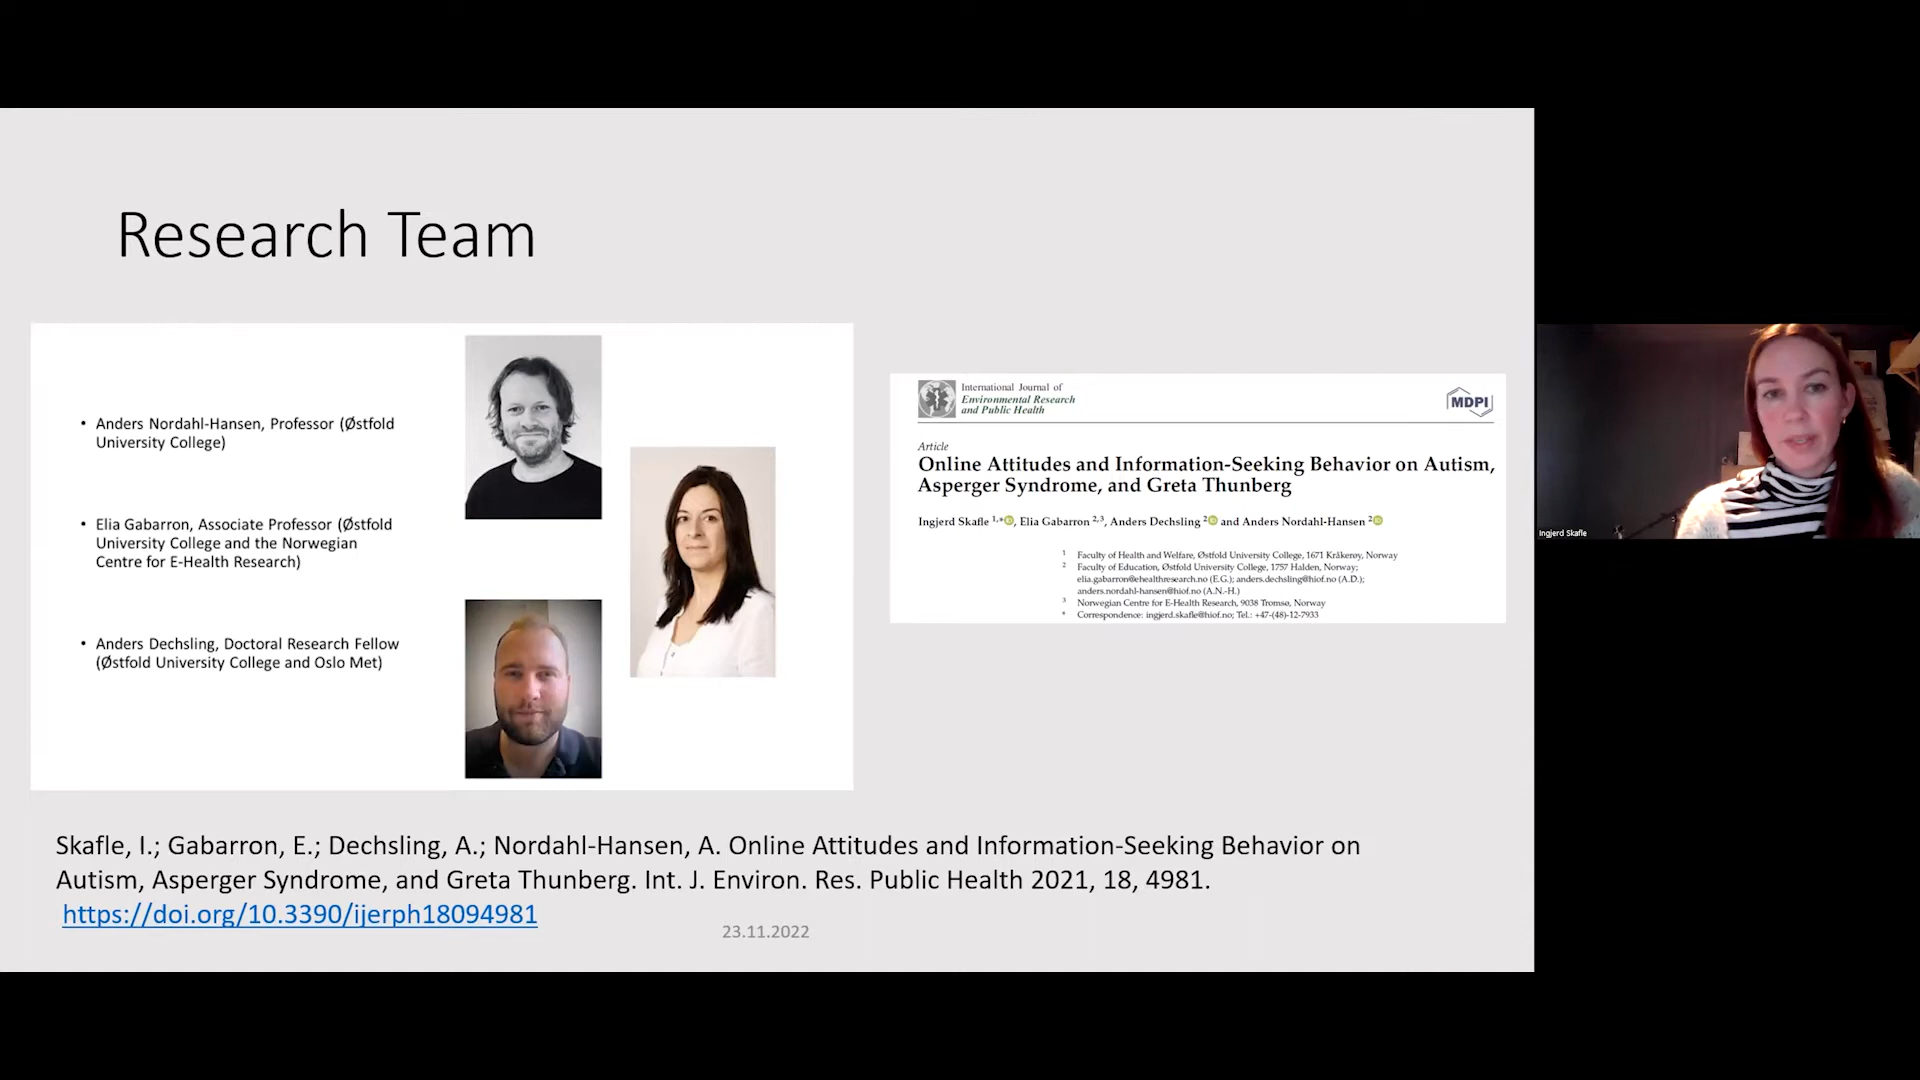 Research Team
• Anders Nordahl-Hansen, Professor (Østfold
University College)
• Elia Gabarron, Associate Professor (Østfold
University College and the Norwegian
Centre for E-Health Research)
• Anders Dechsling, Doctoral Research Fellow
(Østfold University College and Oslo Met)
International Journal of
Environmental Research
and Public Health
MDPI
Article
Online Attitudes and Information-Seeking Behavior on Autism,
Asperger Syndrome, and Greta Thunberg
Ingjerd Skafle 1,*, Elia Gabarron 2,3, Anders Dechsling 2 and Anders Nordahl-Hansen 2
1 Faculty of Health and Welfare, Østfold University College, 1671 Kråkerøy, Norway
2 Faculty of Education, Østfold University College, 1757 Halden, Norway;
elia.gabarron@ehealthresearch.no (E.G.); anders.dechsling@hiof.no (A.D.);
anders.nordahl-hansen@hiof.no (A.N.-H.)
3 Norwegian Centre for E-Health Research, 9038 Tromsø, Norway
* Correspondence: ingjerd.skafle@hiof.no; Tel.: +47-(48)-12-7933
Skafle, I.; Gabarron, E.; Dechsling, A.; Nordahl-Hansen, A. Online Attitudes and Information-Seeking Behavior on
Autism, Asperger Syndrome, and Greta Thunberg. Int. J. Environ. Res. Public Health 2021, 18, 4981.
https://doi.org/10.3390/ijerph18094981
23.11.2022
Ingjerd Skafle